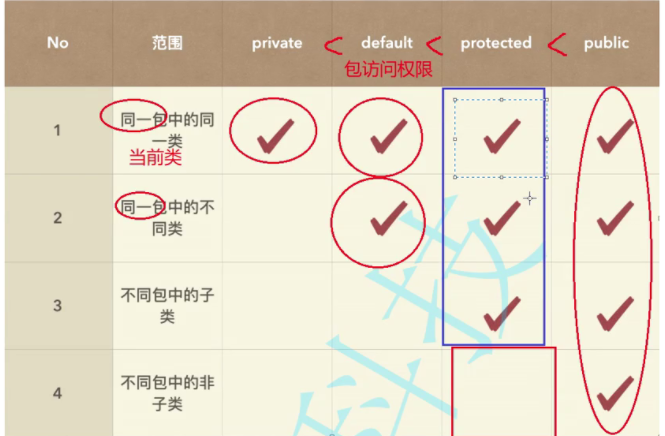 No 范围 private < default < protected < public
包访问权限
1 同一包中的同
一类
当前类
2 同一包中的不
同类
3 不同包中的子
类
4 不同包中的非
子类
科技